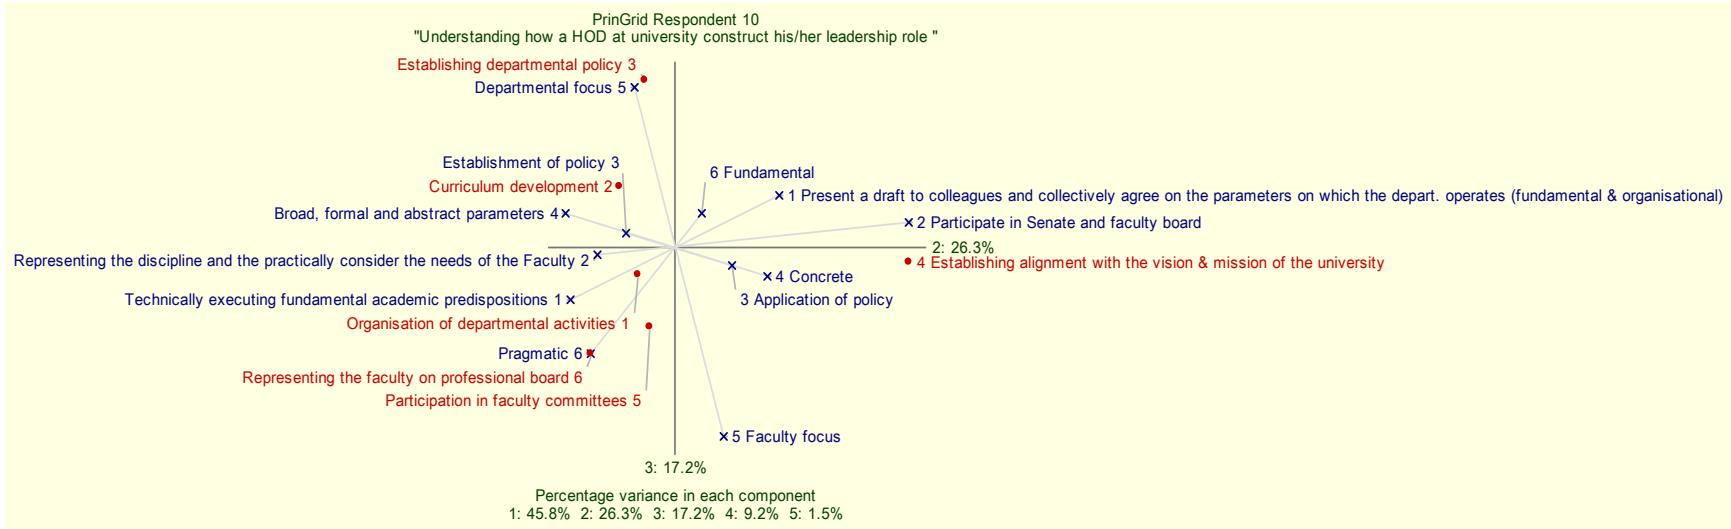 PrinGrid Respondent 10
"Understanding how a HOD at university construct his/her leadership role "
Establishing departmental policy 3
Departmental focus 5
Establishment of policy 3
6 Fundamental
Curriculum development 2
1 Present a draft to colleagues and collectively agree on the parameters on which the depart. operates (fundamental & organisational)
Broad, formal and abstract parameters 4
2 Participate in Senate and faculty board
2: 26.3%
Representing the discipline and the practically consider the needs of the Faculty 2
4 Establishing alignment with the vision & mission of the university
4 Concrete
Technically executing fundamental academic predispositions 1
3 Application of policy
Organisation of departmental activities 1
Pragmatic 6
Representing the faculty on professional board 6
Participation in faculty committees 5
5 Faculty focus
3: 17.2%
Percentage variance in each component
1: 45.8% 2: 26.3% 3: 17.2% 4: 9.2% 5: 1.5%